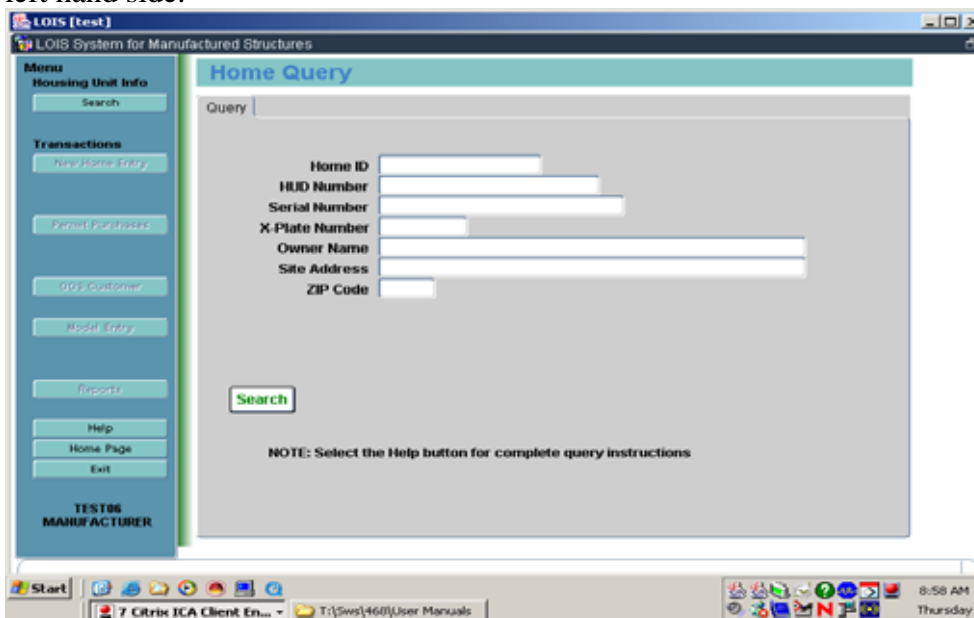 LOIS [test]
LOIS System for Manufactured Structures
Menu
Housing Unit Info
Search
Transactions
New Home Entry
Permit Purchases
ODS Customer
Model Entry
Reports
Help
Home Page
Exit
TEST06
MANUFACTURER
Home Query
Query
Home ID
HUD Number
Serial Number
X-Plate Number
Owner Name
Site Address
ZIP Code
Search
NOTE: Select the Help button for complete query instructions
Start
8:58 AM
7 Citrix ICA Client En...
T:\Sws\460\User Manuals
Thursday